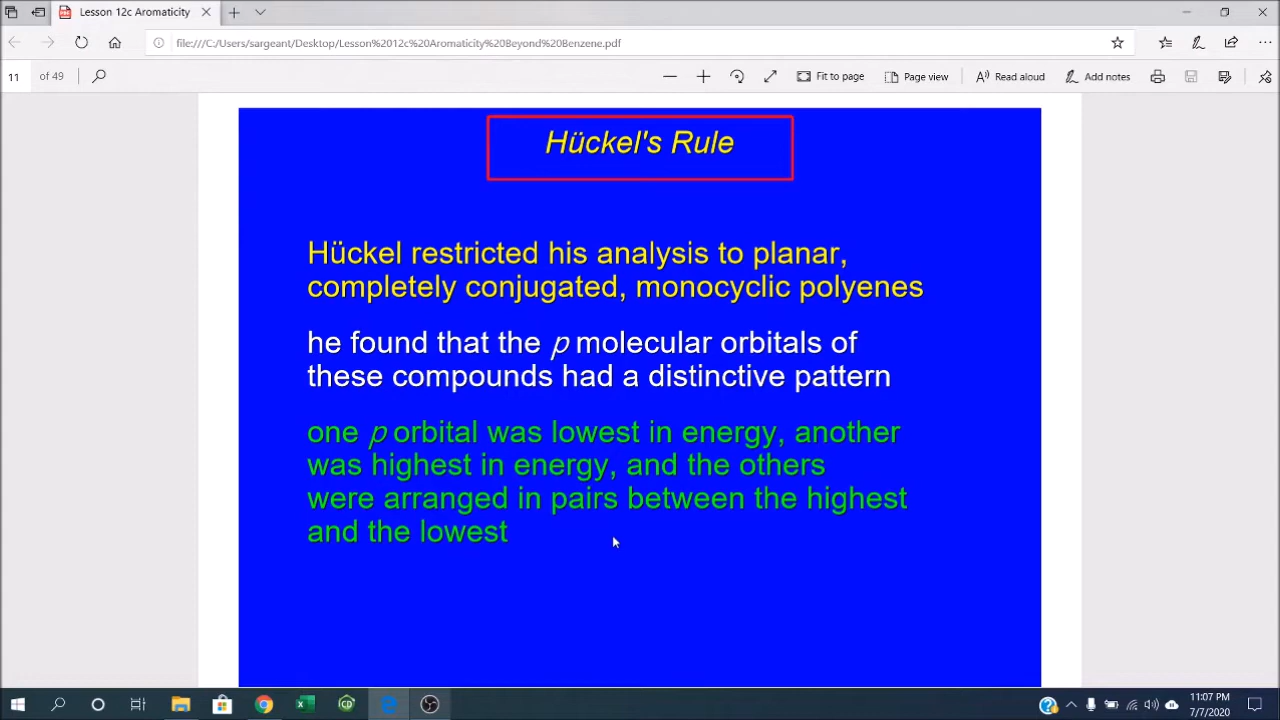 Lesson 12c Aromaticity
file:///C:/Users/sargeant/Desktop/Lesson%2012c%20Aromaticity%20Beyond%20Benzene.pdf
11 of 49 Fit to page Page view Read aloud Add notes
Hückel's Rule
Hückel restricted his analysis to planar,
completely conjugated, monocyclic polyenes
he found that the p molecular orbitals of
these compounds had a distinctive pattern
one p orbital was lowest in energy, another
was highest in energy, and the others
were arranged in pairs between the highest
and the lowest
11:07 PM
7/7/2020